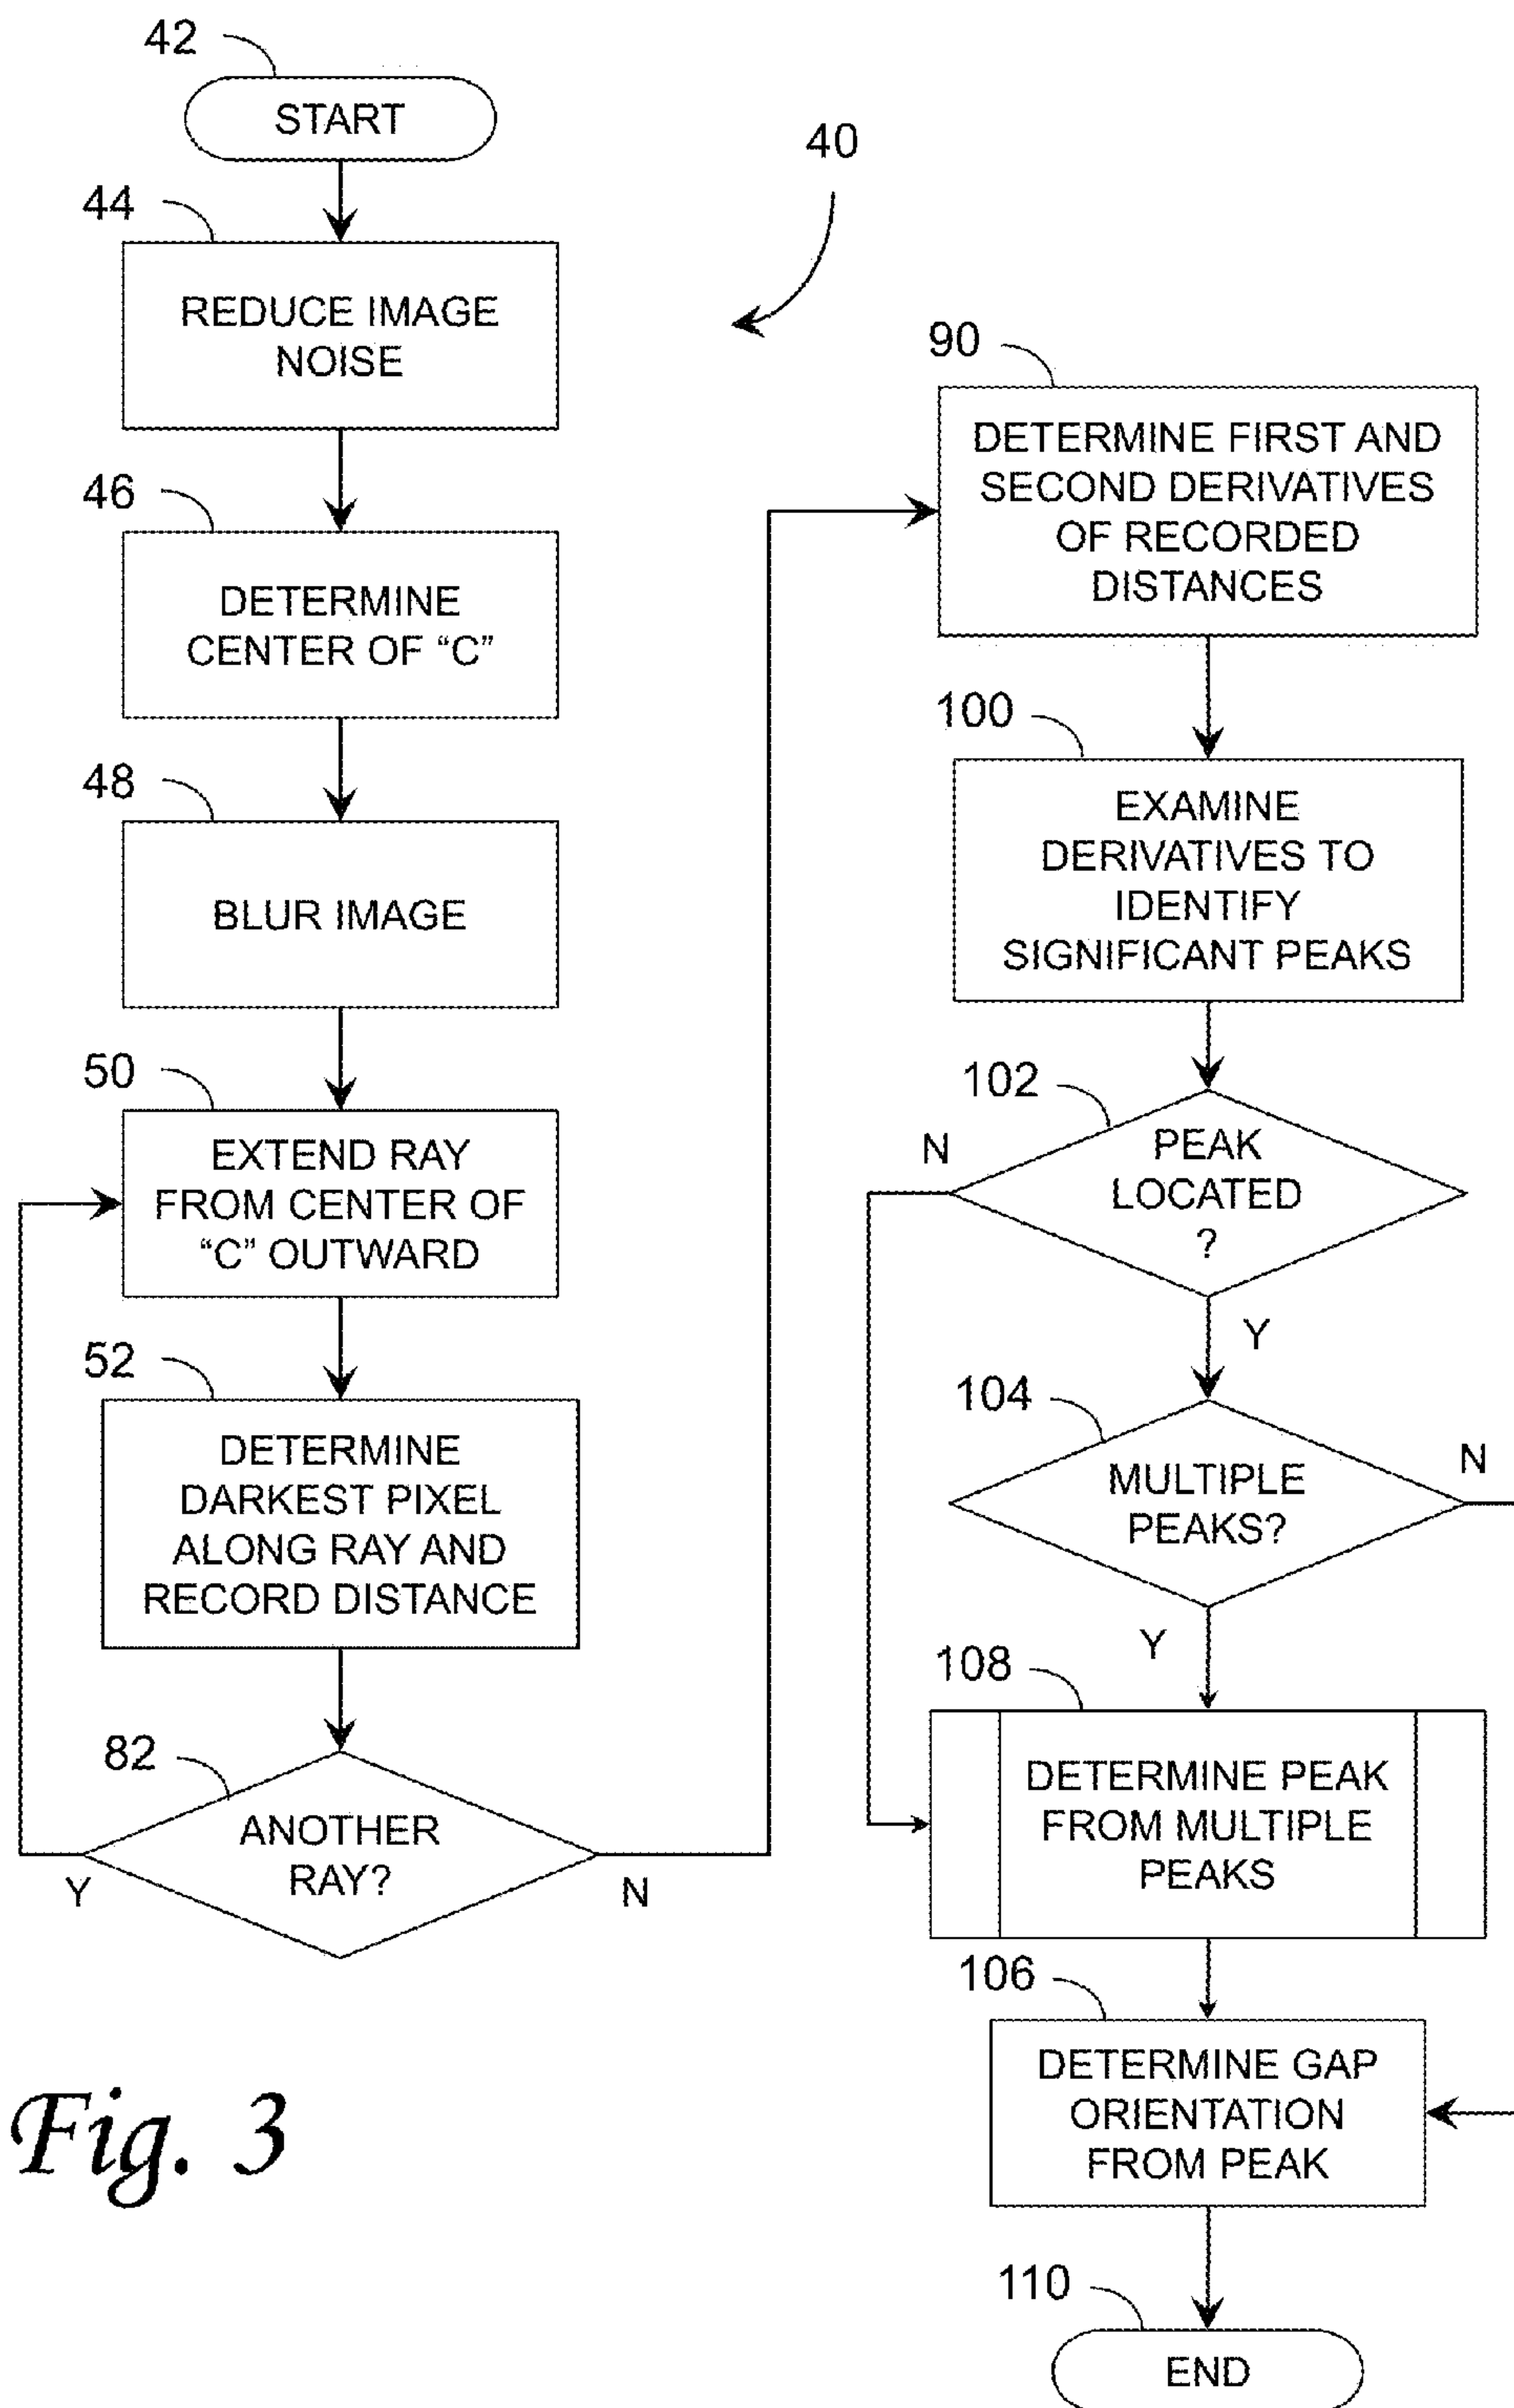 42
START
40
44
REDUCE IMAGE
NOISE
46
DETERMINE
CENTER OF “C”
48
BLUR IMAGE
50
EXTEND RAY
FROM CENTER OF
“C” OUTWARD
52
DETERMINE
DARKEST PIXEL
ALONG RAY AND
RECORD DISTANCE
82
ANOTHER
RAY?
Y
N
90
DETERMINE FIRST AND
SECOND DERIVATIVES
OF RECORDED
DISTANCES
100
EXAMINE
DERIVATIVES TO
IDENTIFY
SIGNIFICANT PEAKS
102
N
PEAK
LOCATED
?
Y
104
N
MULTIPLE
PEAKS?
Y
108
DETERMINE PEAK
FROM MULTIPLE
PEAKS
106
DETERMINE GAP
ORIENTATION
FROM PEAK
110
END
Fig. 3